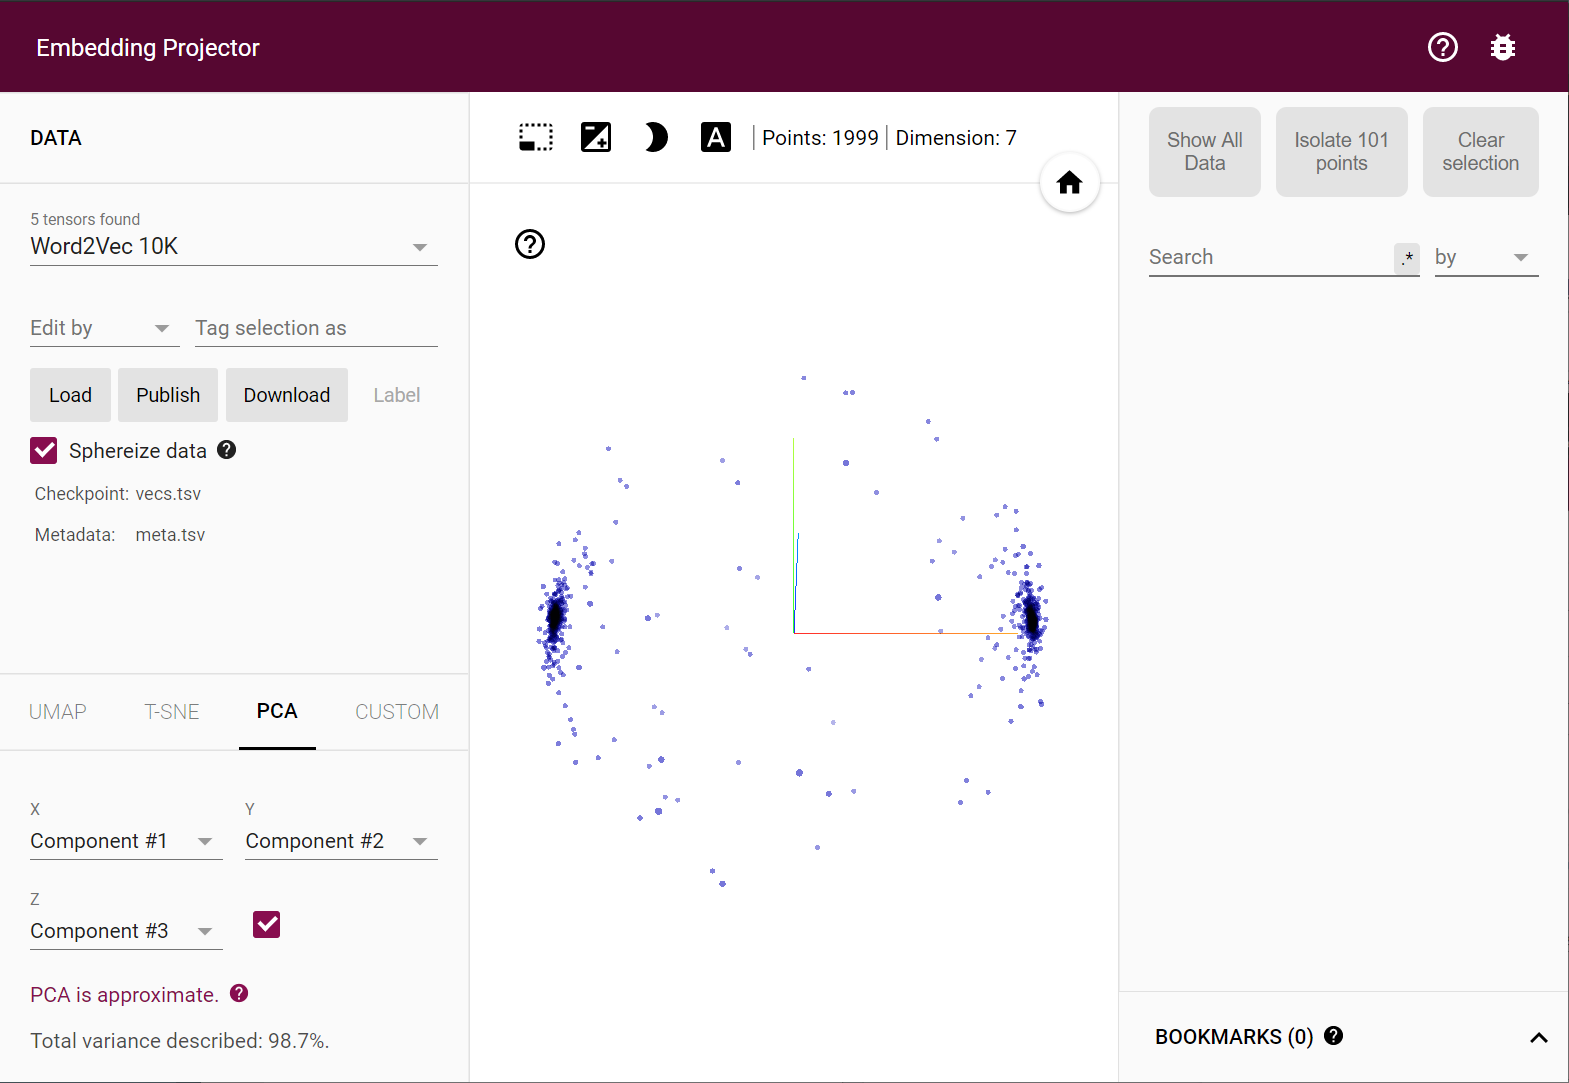 Embedding Projector
DATA
5 tensors found
Word2Vec 10K
Edit by
Tag selection as
Load
Publish
Download
Label
Sphereize data
Checkpoint: vecs.tsv
Metadata: meta.tsv
UMAP
T-SNE
PCA
CUSTOM
X
Component #1
Y
Component #2
Z
Component #3
PCA is approximate.
Total variance described: 98.7%.
A
Points: 1999
Dimension: 7
Show All
Data
Isolate 101
points
Clear
selection
Search
.*
by
BOOKMARKS (0)